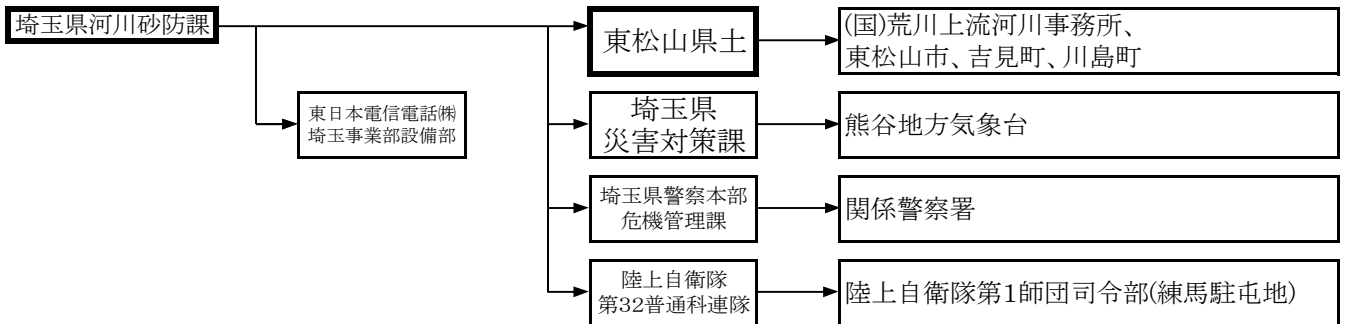 埼玉県河川砂防課
東松山県土
(国)荒川上流河川事務所、
東松山市、吉見町、川島町
東日本電信電話㈱
埼玉事業部設備部
埼玉県
災害対策課
熊谷地方気象台
埼玉県警察本部
危機管理課
関係警察署
陸上自衛隊
第32普通科連隊
陸上自衛隊第1師団司令部(練馬駐屯地)